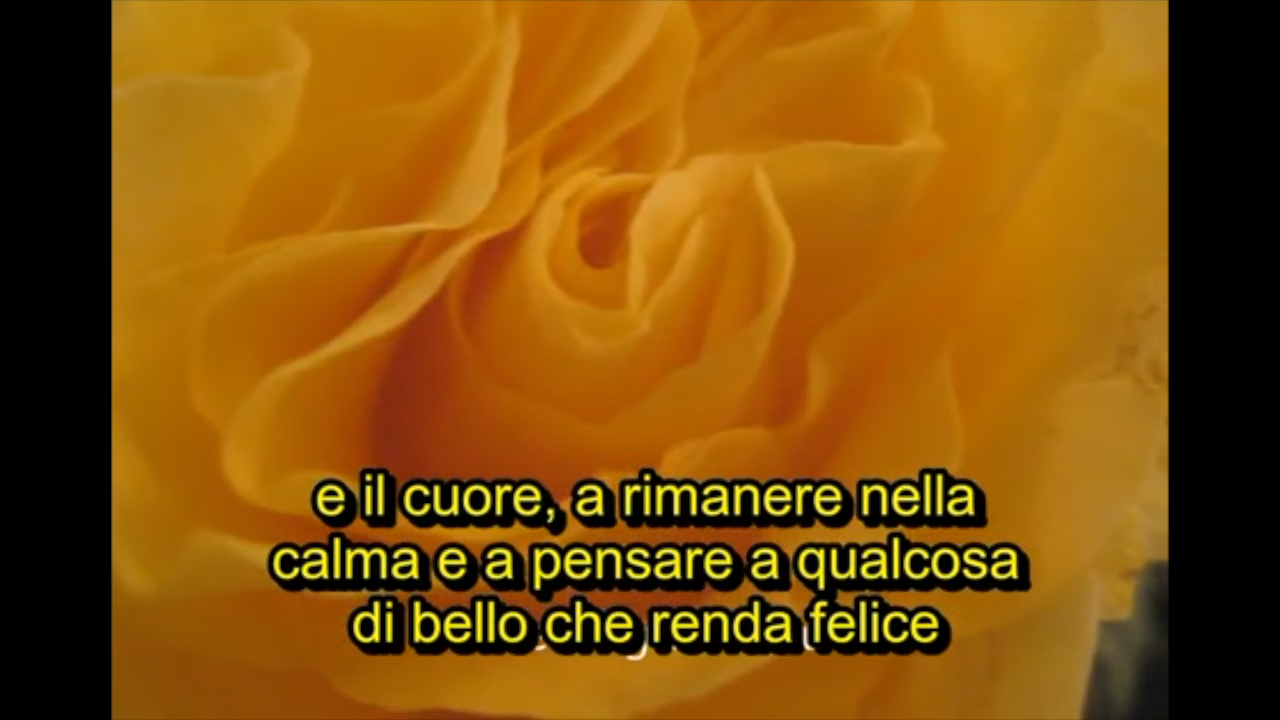 e il cuore, a rimanere nella
calma e a pensare a qualcosa
di bello che renda felice